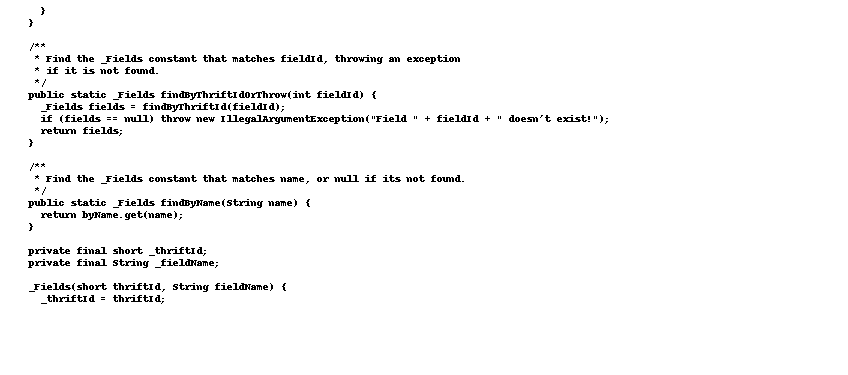 }
}
/**
* Find the _Fields constant that matches fieldId, throwing an exception
* if it is not found.
*/
public static _Fields findByThriftIdOrThrow(int fieldId) {
_Fields fields = findByThriftId(fieldId);
if (fields == null) throw new IllegalArgumentException("Field " + fieldId + " doesn't exist!");
return fields;
}
/**
* Find the _Fields constant that matches name, or null if its not found.
*/
public static _Fields findByName(String name) {
return byName.get(name);
}
private final short _thriftId;
private final String _fieldName;
_Fields(short thriftId, String fieldName) {
_thriftId = thriftId;